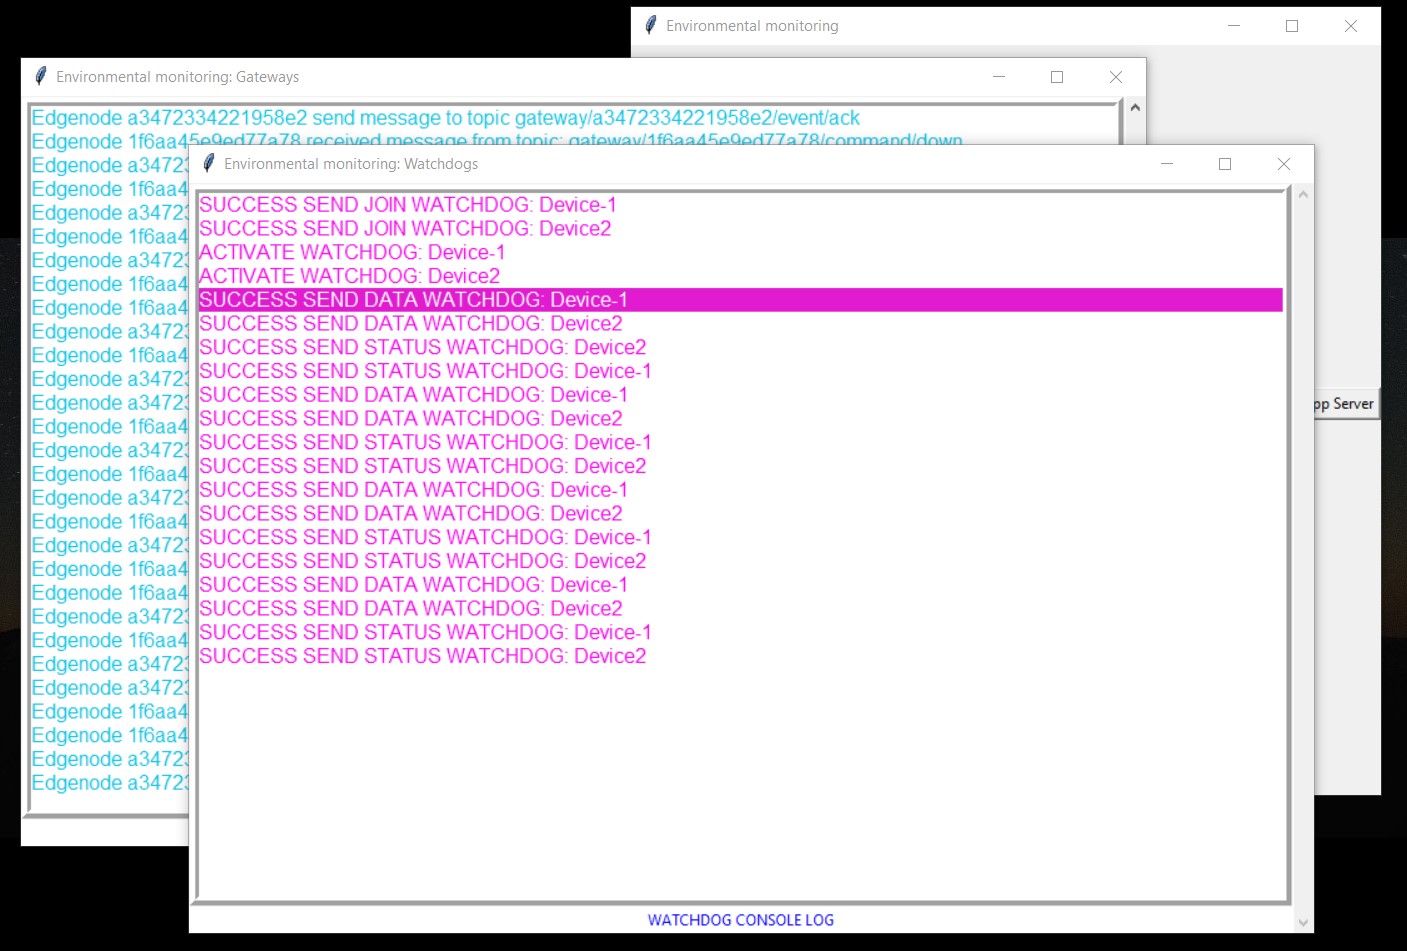 Environmental monitoring
Environmental monitoring: Gateways
Edgenode a3472334221958e2 send message to topic gateway/a3472334221958e2/event/ack
Edgenode 1f6aa45e9ed77a78 received message from topic: gateway/1f6aa45e9ed77a78/command/down
Edgenode a3472
Edgenode 1f6aa4
Edgenode a3472
Edgenode 1f6aa4
Edgenode a3472
Edgenode 1f6aa4
Edgenode 1f6aa4
Edgenode a3472
Edgenode 1f6aa4
Edgenode a3472
Edgenode a3472
Edgenode 1f6aa4
Edgenode a3472
Edgenode 1f6aa4
Edgenode a3472
Edgenode 1f6aa4
Edgenode a3472
Edgenode 1f6aa4
Edgenode 1f6aa4
Edgenode a3472
Edgenode 1f6aa4
Edgenode a3472
Edgenode a3472
Edgenode 1f6aa4
Edgenode 1f6aa4
Edgenode a3472
Edgenode a3472
Environmental monitoring: Watchdogs
SUCCESS SEND JOIN WATCHDOG: Device-1
SUCCESS SEND JOIN WATCHDOG: Device2
ACTIVATE WATCHDOG: Device-1
ACTIVATE WATCHDOG: Device2
SUCCESS SEND DATA WATCHDOG: Device-1
SUCCESS SEND DATA WATCHDOG: Device2
SUCCESS SEND STATUS WATCHDOG: Device2
SUCCESS SEND STATUS WATCHDOG: Device-1
SUCCESS SEND DATA WATCHDOG: Device-1
SUCCESS SEND DATA WATCHDOG: Device2
SUCCESS SEND STATUS WATCHDOG: Device-1
SUCCESS SEND STATUS WATCHDOG: Device2
SUCCESS SEND DATA WATCHDOG: Device-1
SUCCESS SEND DATA WATCHDOG: Device2
SUCCESS SEND STATUS WATCHDOG: Device-1
SUCCESS SEND STATUS WATCHDOG: Device2
SUCCESS SEND DATA WATCHDOG: Device-1
SUCCESS SEND DATA WATCHDOG: Device2
SUCCESS SEND STATUS WATCHDOG: Device-1
SUCCESS SEND STATUS WATCHDOG: Device2
WATCHDOG CONSOLE LOG
pp Server